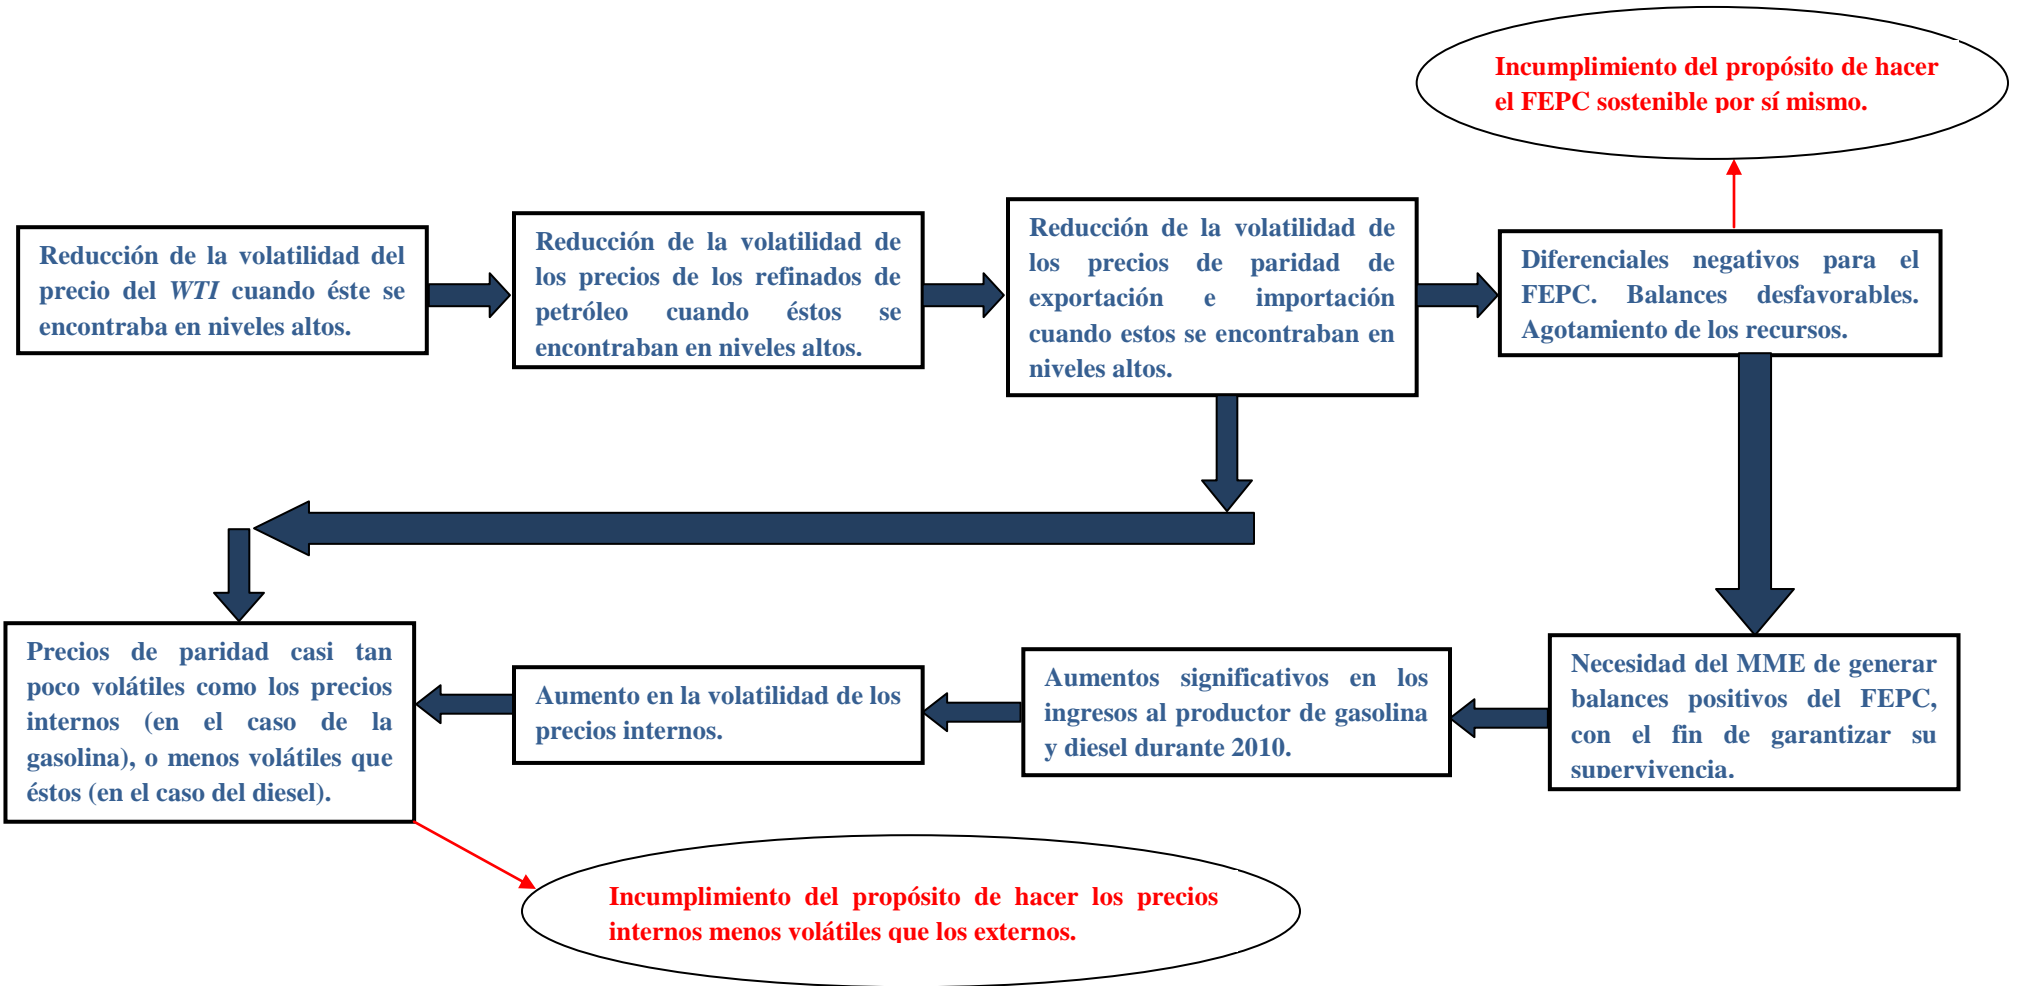 Incumplimiento del propósito de hacer
el FEPC sostenible por sí mismo.
Reducción de la volatilidad del
precio del WTI cuando éste se
encontraba en niveles altos.
Reducción de la volatilidad de
los precios de los refinados de
petróleo cuando éstos se
encontraban en niveles altos.
Reducción de la volatilidad de
los precios de paridad de
exportación e importación
cuando estos se encontraban en
niveles altos.
Diferenciales negativos para el
FEPC. Balances desfavorables.
Agotamiento de los recursos.
Precios de paridad casi tan
poco volátiles como los precios
internos (en el caso de la
gasolina), o menos volátiles que
éstos (en el caso del diesel).
Aumento en la volatilidad de los
precios internos.
Aumentos significativos en los
ingresos al productor de gasolina
y diesel durante 2010.
Necesidad del MME de generar
balances positivos del FEPC,
con el fin de garantizar su
supervivencia.
Incumplimiento del propósito de hacer los precios
internos menos volátiles que los externos.